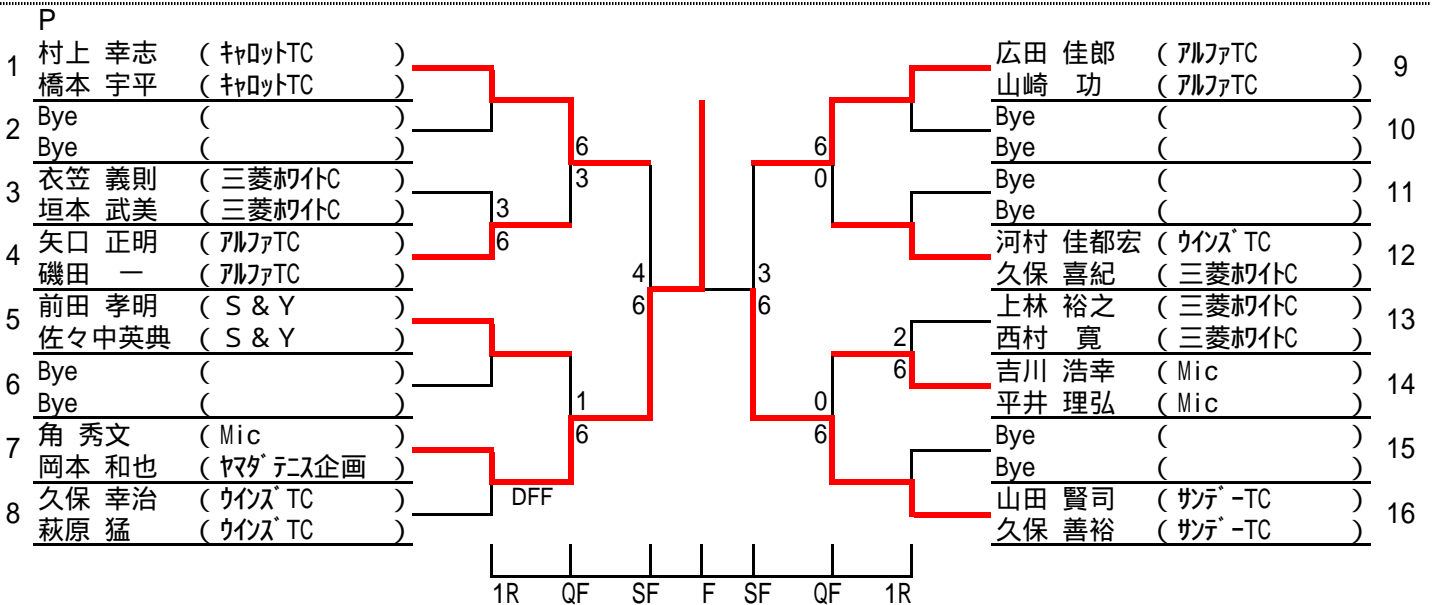 P
1 村上 幸志 ( ｷｬﾛｯﾄTC )
橋本 宇平 ( ｷｬﾛｯﾄTC )
2 Bye ( )
Bye ( )
3 衣笠 義則 ( 三菱ﾎﾜｲﾄC )
垣本 武美 ( 三菱ﾎﾜｲﾄC )
4 矢口 正明 ( ｱﾙﾌｧTC )
磯田 一 ( ｱﾙﾌｧTC )
5 前田 孝明 ( S & Y )
佐々中英典 ( S & Y )
6 Bye ( )
Bye ( )
7 角 秀文 ( Mic )
岡本 和也 ( ﾔﾏﾀﾞﾃﾆｽ企画 )
8 久保 幸治 ( ｳｲﾝｽﾞTC )
萩原 猛 ( ｳｲﾝｽﾞTC )
3
6
DFF
6
3
1
6
4
6
3
6
6
0
0
6
2
6
広田 佳郎 ( ｱﾙﾌｧTC ) 9
山崎 功 ( ｱﾙﾌｧTC )
Bye ( ) 10
Bye ( )
Bye ( ) 11
Bye ( )
河村 佳都宏 ( ｳｲﾝｽﾞTC ) 12
久保 喜紀 ( 三菱ﾎﾜｲﾄC )
上林 裕之 ( 三菱ﾎﾜｲﾄC ) 13
西村 寛 ( 三菱ﾎﾜｲﾄC )
吉川 浩幸 ( Mic ) 14
平井 理弘 ( Mic )
Bye ( ) 15
Bye ( )
山田 賢司 ( ｻﾝﾃﾞｰTC ) 16
久保 善裕 ( ｻﾝﾃﾞｰTC )
1R QF SF F SF QF 1R